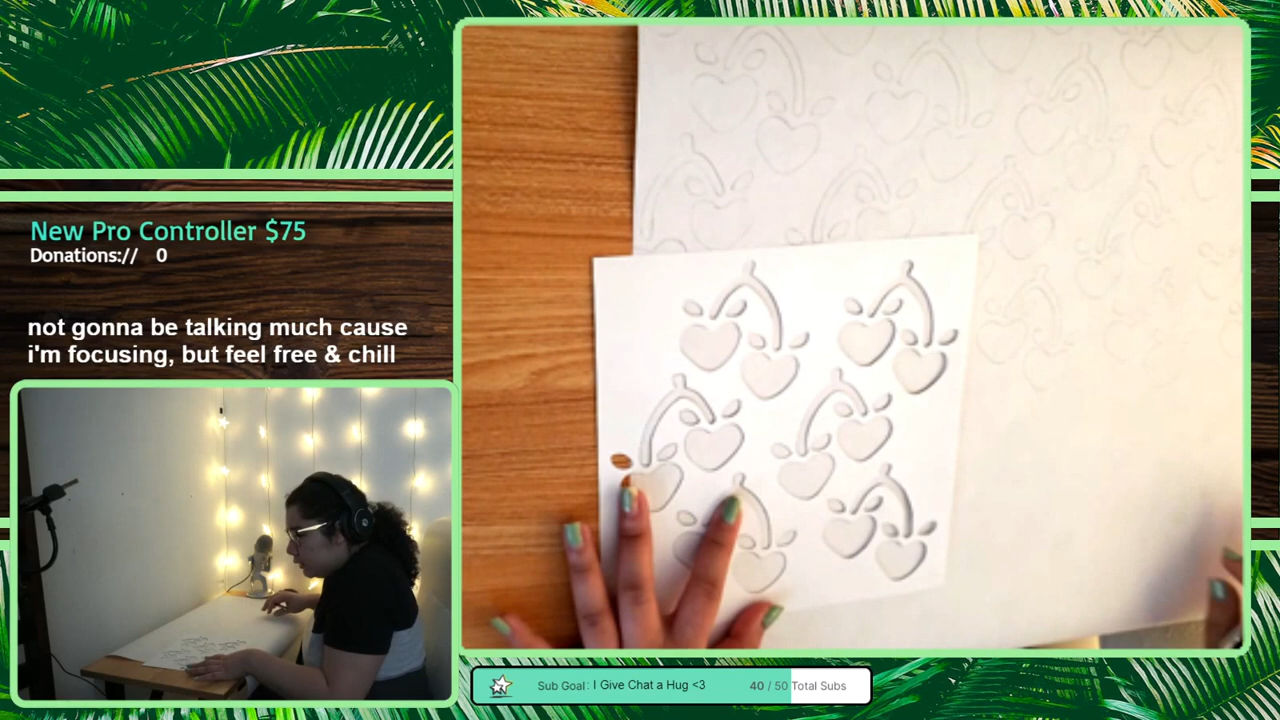 New Pro Controller $75
Donations:// 0
not gonna be talking much cause
i'm focusing, but feel free & chill
Sub Goal: I Give Chat a Hug <3 40 / 50 Total Subs